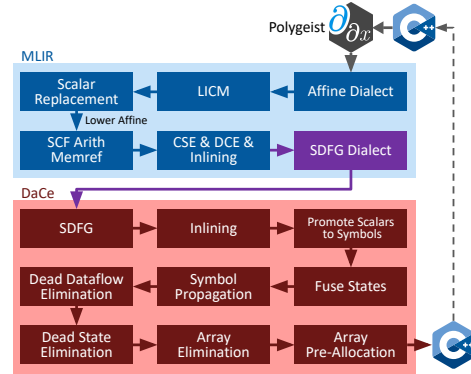 Polygeist
∂/∂x
C++
MLIR
Scalar
Replacement
LICM
Affine Dialect
Lower Affine
SCF Arith
Memref
CSE & DCE &
Inlining
SDFG Dialect
DaCe
SDFG
Inlining
Promote Scalars
to Symbols
Dead Dataflow
Elimination
Symbol
Propagation
Fuse States
Dead State
Elimination
Array
Elimination
Array
Pre-Allocation
C++